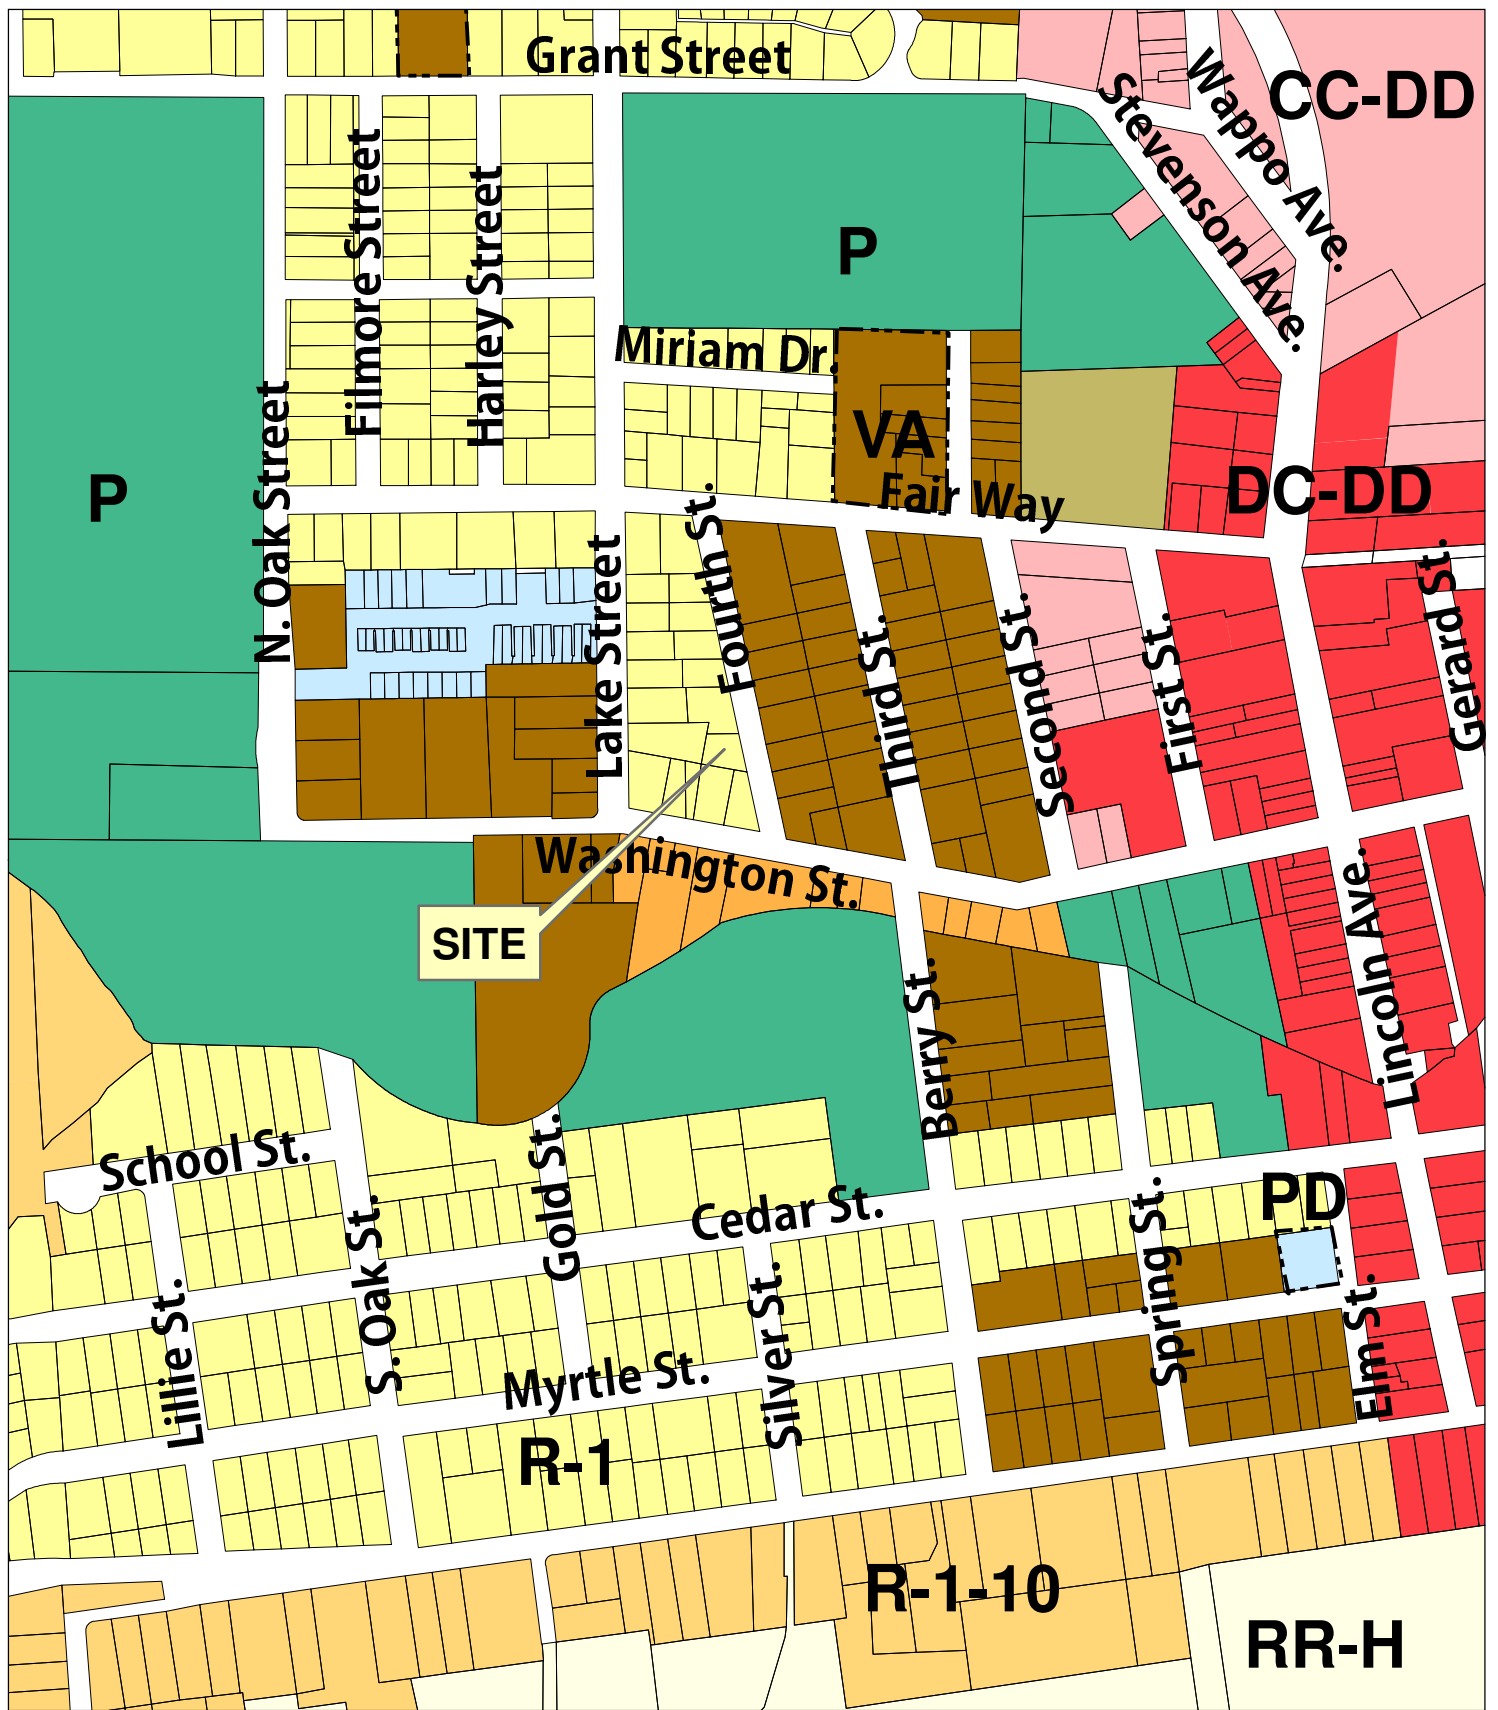 Grant Street
CC-DD
Wappo Ave.
Stevenson Ave.
Filmore Street
Harley Street
P
Miriam Dr.
N. Oak Street
VA
P
Fair Way
DC-DD
Fourth St.
Lake Street
Third St.
Second St.
First St.
Gerard St.
Washington St.
SITE
Lincoln Ave.
Berry St.
School St.
Gold St.
Cedar St.
PD
S. Oak St.
Spring St.
Lillie St.
Silver St.
Elm St.
Myrtle St.
R-1
R-1-10
RR-H